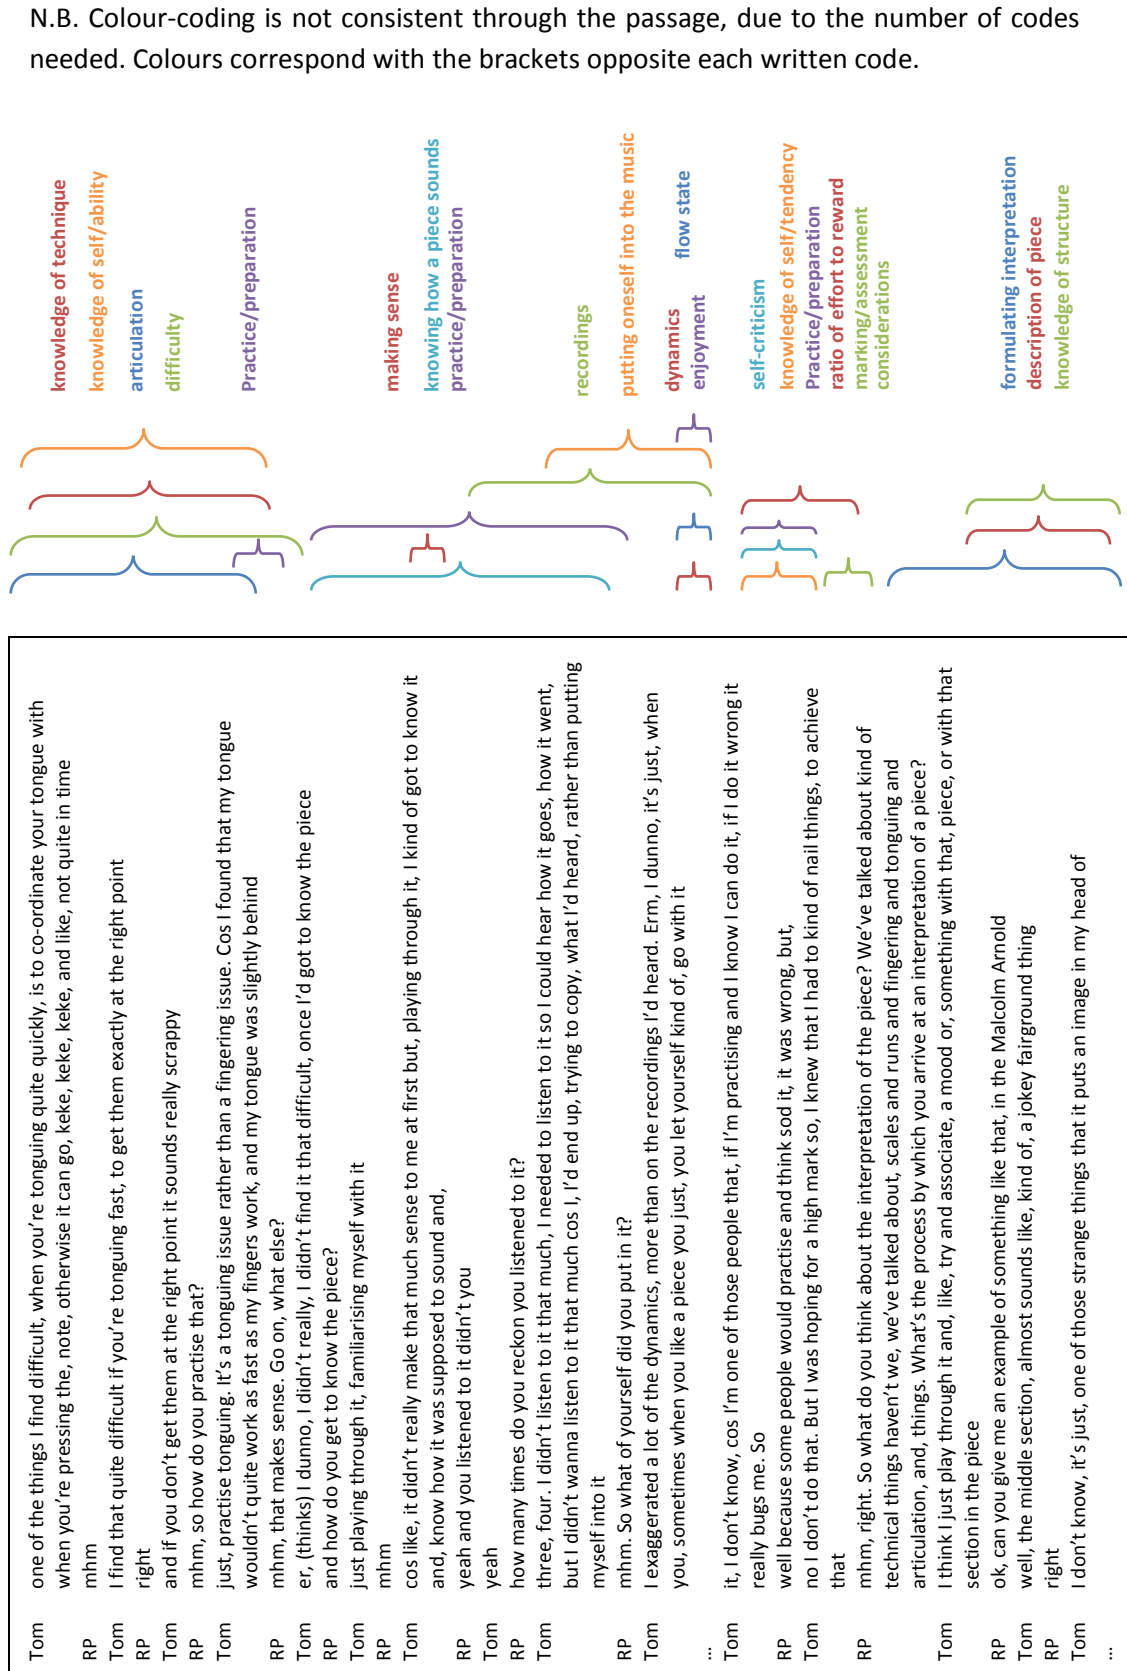 N.B. Colour-coding is not consistent through the passage, due to the number of codes
needed. Colours correspond with the brackets opposite each written code.
Tom one of the things I find difficult, when you're tonguing quite quickly, is to co-ordinate your tongue with
when you're pressing the, note, otherwise it can go, keke, keke, keke, and like, not quite in time
RP mhm
Tom I find that quite difficult if you're tonguing fast, to get them exactly at the right point
RP right
Tom and if you don't get them at the right point it sounds really scrappy
RP mhm, so how do you practise that?
Tom just, practise tonguing. It's a tonguing issue rather than a fingering issue. Cos I found that my tongue
wouldn't quite work as fast as my fingers work, and my tongue was slightly behind
RP mhm, that makes sense. Go on, what else?
Tom er, (thinks) I dunno, I didn't really, I didn't find it that difficult, once I'd got to know the piece
RP and how do you get to know the piece?
Tom just playing through it, familiarising myself with it
RP mhm
Tom cos like, it didn't really make that much sense to me at first but, playing through it, I kind of got to know it
and, know how it was supposed to sound and,
RP yeah and you listened to it didn't you
Tom yeah
RP how many times do you reckon you listened to it?
Tom three, four. I didn't listen to it that much, I needed to listen to it so I could hear how it goes, how it went,
but I didn't wanna listen to it that much cos I, I'd end up, trying to copy, what I'd heard, rather than putting
myself into it
RP mhm. So what of yourself did you put in it?
Tom I exaggerated a lot of the dynamics, more than on the recordings I'd heard. Erm, I dunno, it's just, when
you, sometimes when you like a piece you just, you let yourself kind of, go with it
...
Tom it, I don't know, cos I'm one of those people that, if I'm practising and I know I can do it, if I do it wrong it
really bugs me. So
RP well because some people would practise and think sod it, it was wrong, but,
Tom no I don't do that. But I was hoping for a high mark so, I knew that I had to kind of nail things, to achieve
that
RP mhm, right. So what do you think about the interpretation of the piece? We've talked about kind of
technical things haven't we, we've talked about, scales and runs and fingering and tonguing and
articulation, and, things. What's the process by which you arrive at an interpretation of a piece?
Tom I think I just play through it and, like, try and associate, a mood or, something with that, piece, or with that
section in the piece
RP ok, can you give me an example of something like that, in the Malcolm Arnold
Tom well, the middle section, almost sounds like, kind of, a jokey fairground thing
RP right
Tom I don't know, it's just, one of those strange things that it puts an image in my head of
...
knowledge of technique
knowledge of self/ability
articulation
difficulty
Practice/preparation
making sense
knowing how a piece sounds
practice/preparation
recordings
putting oneself into the music
dynamics
enjoyment flow state
self-criticism
knowledge of self/tendency
Practice/preparation
ratio of effort to reward
marking/assessment
considerations
formulating interpretation
description of piece
knowledge of structure